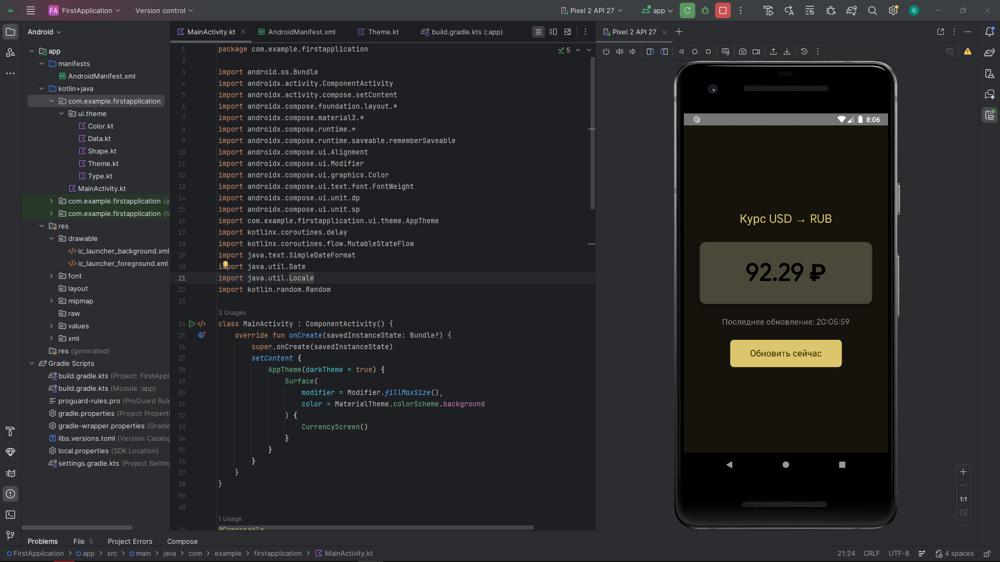 FA FirstApplication Version control Pixel 2 API 27 app G
Android
app
manifests
AndroidManifest.xml
kotlin+java
com.example.firstapplication
ui.theme
Color.kt
Data.kt
Shape.kt
Theme.kt
Type.kt
MainActivity.kt
com.example.firstapplication (a
com.example.firstapplication (te
res
drawable
ic_launcher_background.xml
ic_launcher_foreground.xml
font
layout
mipmap
raw
values
xml
res (generated)
Gradle Scripts
build.gradle.kts (Project: FirstAppl
build.gradle.kts (Module :app)
proguard-rules.pro (ProGuard Rule
gradle.properties (Project Properti
gradle-wrapper.properties (Gradle
libs.versions.toml (Version Catalog
local.properties (SDK Location)
settings.gradle.kts (Project Setting
MainActivity.kt AndroidManifest.xml Theme.kt build.gradle.kts (:app)
5
1 package com.example.firstapplication
2
3 import android.os.Bundle
4 import androidx.activity.ComponentActivity
5 import androidx.activity.compose.setContent
6 import androidx.compose.foundation.layout.*
7 import androidx.compose.material3.*
8 import androidx.compose.runtime.*
9 import androidx.compose.runtime.saveable.rememberSaveable
10 import androidx.compose.ui.Alignment
11 import androidx.compose.ui.Modifier
12 import androidx.compose.ui.graphics.Color
13 import androidx.compose.ui.text.font.FontWeight
14 import androidx.compose.ui.unit.dp
15 import androidx.compose.ui.unit.sp
16 import com.example.firstapplication.ui.theme.AppTheme
17 import kotlinx.coroutines.delay
18 import kotlinx.coroutines.flow.MutableStateFlow
19 import java.text.SimpleDateFormat
20 import java.util.Date
21 import java.util.Locale
22 import kotlin.random.Random
23
3 Usages
24 class MainActivity : ComponentActivity() {
25 override fun onCreate(savedInstanceState: Bundle?) {
26 super.onCreate(savedInstanceState)
27 setContent {
28 AppTheme(darkTheme = true) {
29 Surface(
30 modifier = Modifier.fillMaxSize(),
31 color = MaterialTheme.colorScheme.background
32 ) {
33 CurrencyScreen()
34 }
35 }
36 }
37 }
38 }
39
40
1 Usage
41 @Composable
Pixel 2 API 27
8:06
Курс USD → RUB
92.29 ₽
Последнее обновление: 20:05:59
Обновить сейчас
1:1
Problems File 5 Project Errors Compose
FirstApplication > app > src > main > java > com > example > firstapplication > MainActivity.kt
21:24 CRLF UTF-8 4 spaces